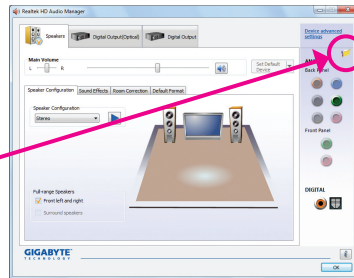 Realtek HD Audio Manager
Speakers
Digital Output(Optical)
Digital Output
Device advanced settings
Main Volume
L
R
Set Default Device
Speaker Configuration
Sound Effects
Room Correction
Default Format
Speaker Configuration
Stereo
Full-range Speakers
Front left and right
Surround speakers
Back Panel
Front Panel
DIGITAL
GIGABYTE
TECHNOLOGY
OK